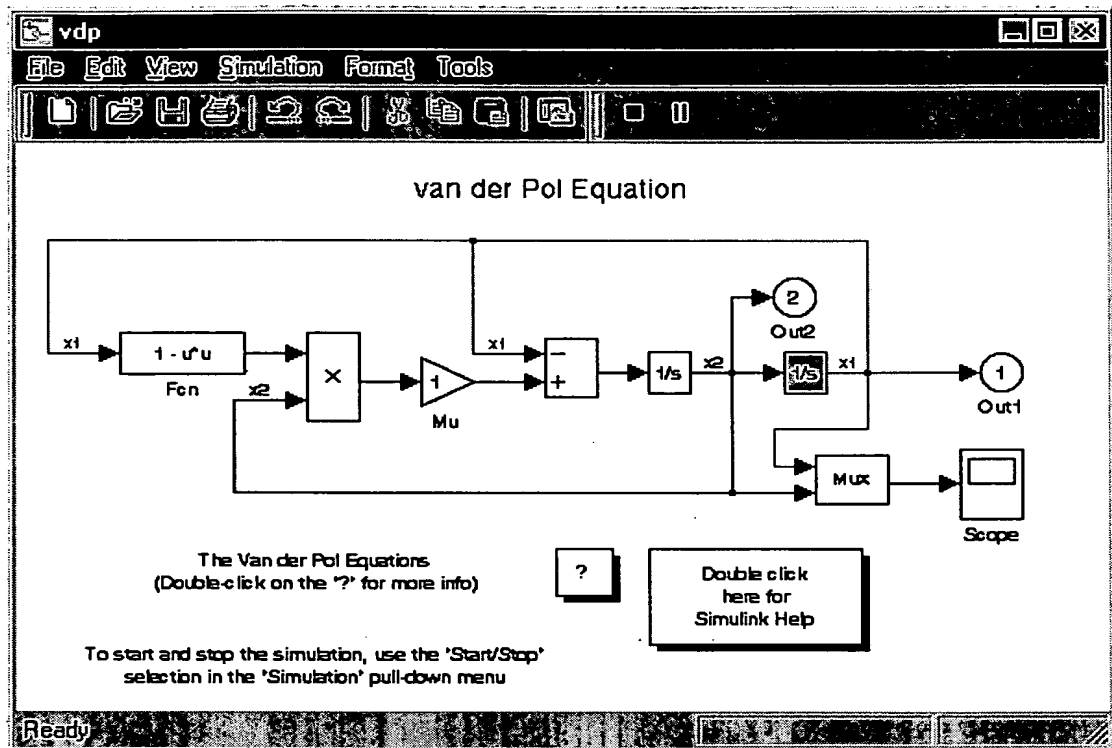 vdp
File Edit View Simulation Format Tools
van der Pol Equation
2
Out2
x1
1 - u*u
Fcn
x2
×
1
Mu
x1
−
+
1/s
x2
1/s
x1
1
Out1
Mux
Scope
The Van der Pol Equations
(Double-click on the "?" for more info)
?
Double click
here for
Simulink Help
To start and stop the simulation, use the "Start/Stop"
selection in the "Simulation" pull-down menu
Ready